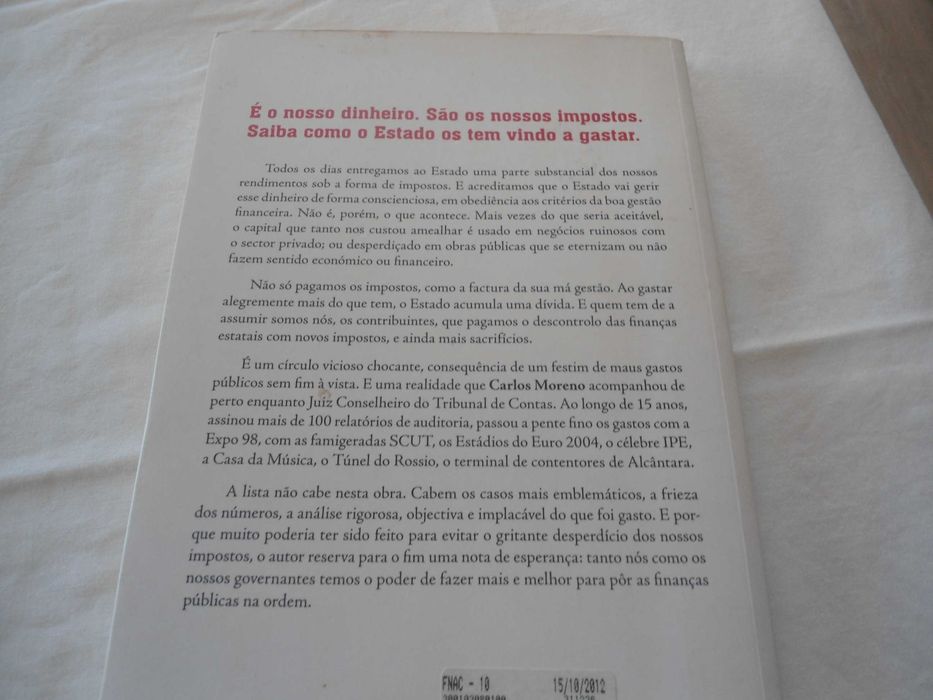 É o nosso dinheiro. São os nossos impostos.
Saiba como o Estado os tem vindo a gastar.
Todos os dias entregamos ao Estado uma parte substancial dos nossos
rendimentos sob a forma de impostos. E acreditamos que o Estado vai gerir
esse dinheiro de forma conscienciosa, em obediência aos critérios da boa gestão
financeira. Não é, porém, o que acontece. Mais vezes do que seria aceitável,
o capital que tanto nos custou amealhar é usado em negócios ruinosos com
o sector privado; ou desperdiçado em obras públicas que se eternizam ou não
fazem sentido económico ou financeiro.
Não só pagamos os impostos, como a factura da sua má gestão. Ao gastar
alegremente mais do que tem, o Estado acumula uma dívida. E quem tem de a
assumir somos nós, os contribuintes, que pagamos o descontrolo das finanças
estatais com novos impostos, e ainda mais sacrifícios.
É um círculo vicioso chocante, consequência de um festim de maus gastos
públicos sem fim à vista. E uma realidade que Carlos Moreno acompanhou de
perto enquanto Juiz Conselheiro do Tribunal de Contas. Ao longo de 15 anos,
assinou mais de 100 relatórios de auditoria, passou a pente fino os gastos com a
Expo 98, com as famigeradas SCUT, os Estádios do Euro 2004, o célebre IPE,
a Casa da Música, o Túnel do Rossio, o terminal de contentores de Alcântara.
A lista não cabe nesta obra. Cabem os casos mais emblemáticos, a frieza
dos números, a análise rigorosa, objectiva e implacável do que foi gasto. E por-
que muito poderia ter sido feito para evitar o gritante desperdício dos nossos
impostos, o autor reserva para o fim uma nota de esperança: tanto nós como os
nossos governantes temos o poder de fazer mais e melhor para pôr as finanças
públicas na ordem.
FNAC - 10 15/10/2012